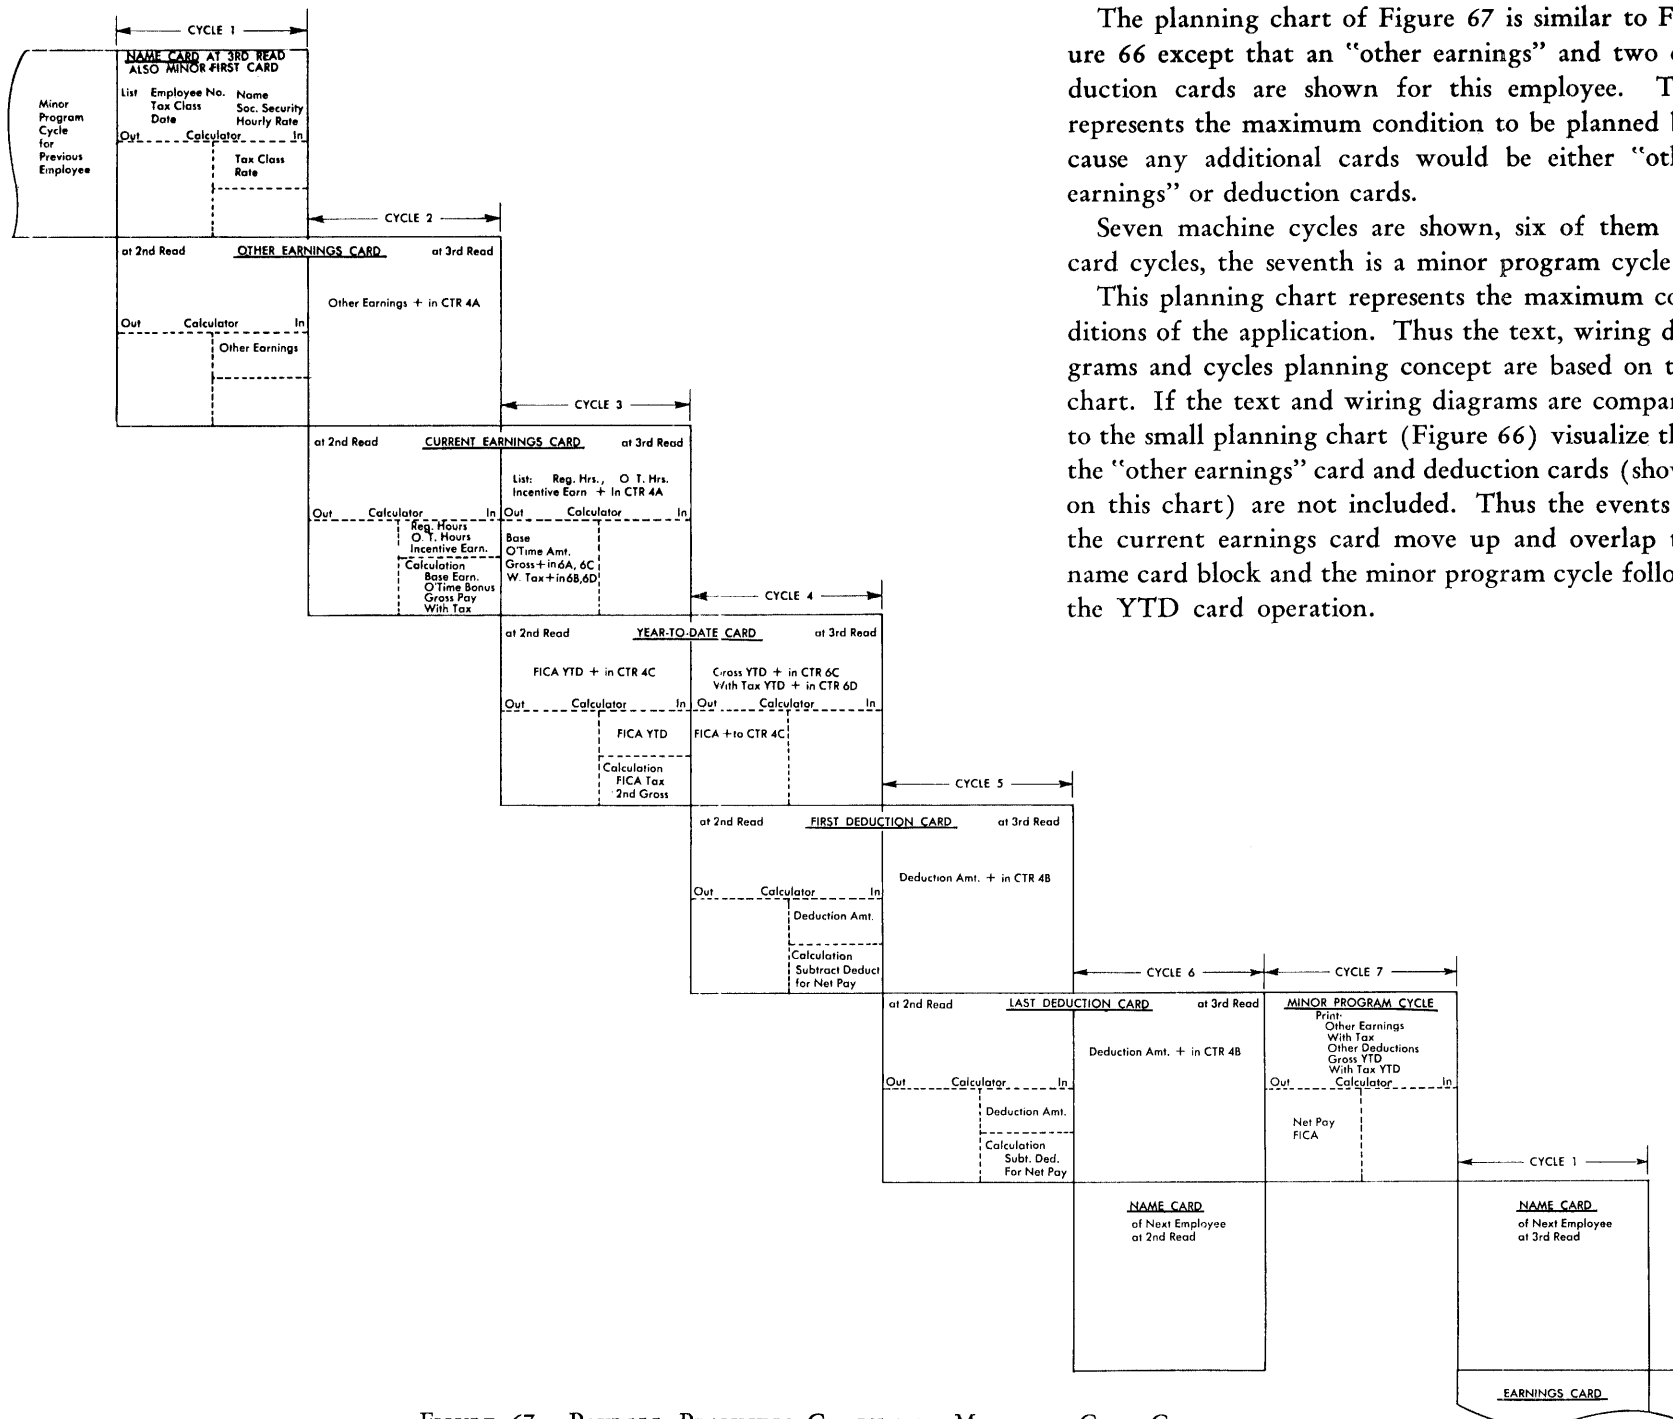 The planning chart of Figure 67 is similar to
ure 66 except that an "other earnings" and two
duction cards are shown for this employee.
represents the maximum condition to be planned
cause any additional cards would be either
earnings" or deduction cards.
Seven machine cycles are shown, six of them
card cycles, the seventh is a minor program cycle
This planning chart represents the maximum
ditions of the application. Thus the text, wiring
grams and cycles planning concept are based on
chart. If the text and wiring diagrams are
to the small planning chart (Figure 66) visualize
the "other earnings" card and deduction cards
on this chart) are not included. Thus the events
the current earnings card move up and overlap
name card block and the minor program cycle
the YTD card operation.
Minor
Program
Cycle
for
Previous
Employee
CYCLE 1
NAME CARD AT 3RD READ
ALSO MINOR FIRST CARD
List Employee No. Name
Tax Class Soc. Security
Date Hourly Rate
Out Calculator In
Tax Class
Rate
CYCLE 2
at 2nd Read OTHER EARNINGS CARD at 3rd Read
Other Earnings + in CTR 4A
Out Calculator In
Other Earnings
CYCLE 3
at 2nd Read CURRENT EARNINGS CARD at 3rd Read
List: Reg. Hrs., O T. Hrs.
Incentive Earn + In CTR 4A
Out Calculator In
Out Calculator In
Reg. Hours
O. T. Hours
Incentive Earn.
Calculation
Base Earn.
O'Time Bonus
Gross Pay
With Tax
Base
O'Time Amt.
Gross+in6A, 6C
W. Tax+in6B,6D
CYCLE 4
at 2nd Read YEAR-TO-DATE CARD at 3rd Read
FICA YTD + in CTR 4C
Gross YTD + in CTR 6C
With Tax YTD + in CTR 6D
Out Calculator In
Out Calculator In
FICA YTD
Calculation
FICA Tax
2nd Gross
FICA +to CTR 4C
CYCLE 5
at 2nd Read FIRST DEDUCTION CARD at 3rd Read
Deduction Amt. + in CTR 4B
Out Calculator In
Deduction Amt.
Calculation
Subtract Deduct
for Net Pay
CYCLE 6
at 2nd Read LAST DEDUCTION CARD at 3rd Read
Deduction Amt. + in CTR 4B
Out Calculator In
Deduction Amt.
Calculation
Subt. Ded.
For Net Pay
CYCLE 7
MINOR PROGRAM CYCLE
Print:
Other Earnings
With Tax
Other Deductions
Gross YTD
With Tax YTD
Out Calculator In
Net Pay
FICA
NAME CARD
of Next Employee
at 2nd Read
CYCLE 1
NAME CARD
of Next Employee
at 3rd Read
EARNINGS CARD